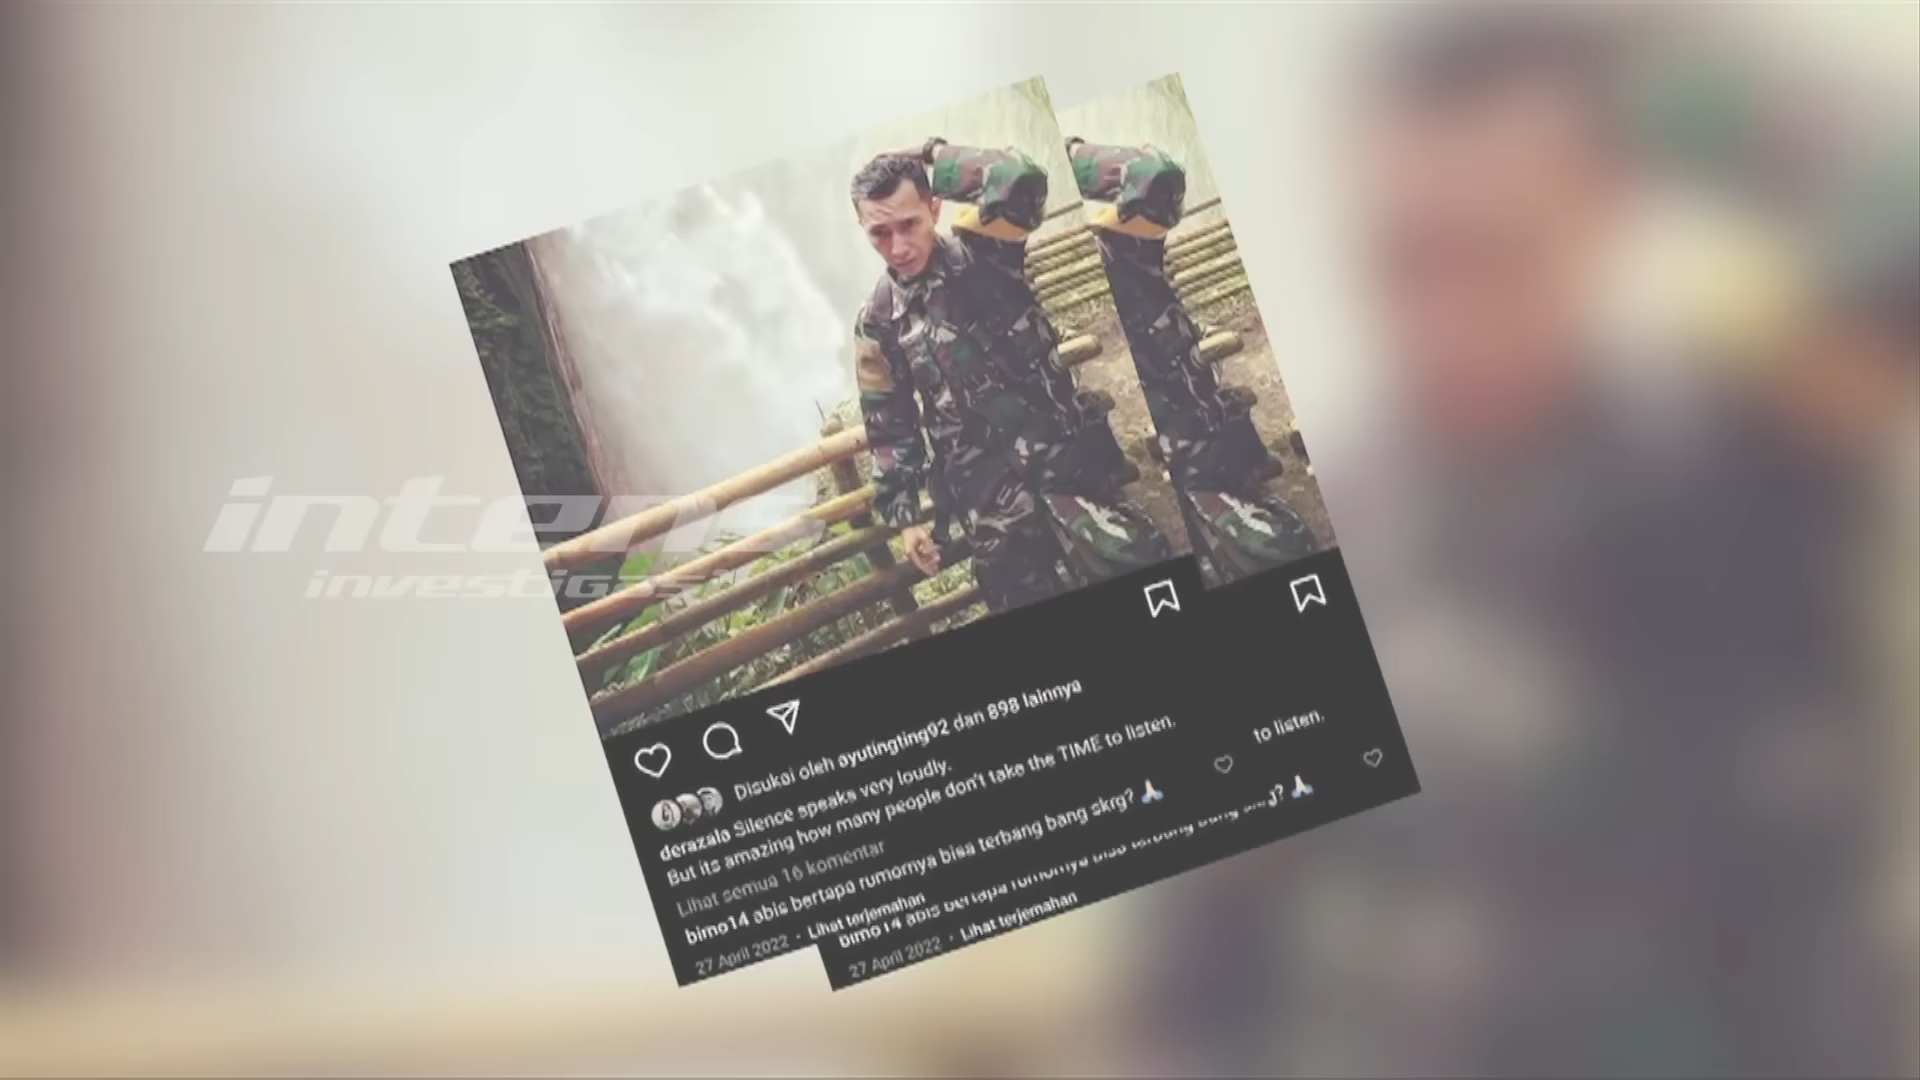 intens
investigasi
Disukai oleh ayutingting92 dan 898 lainnya
derazala Silence speaks very loudly.
But its amazing how many people don't take the TIME to listen.
Lihat semua 16 komentar
bimo14 abis bertapa rumornya bisa terbang bang skrg? 🙏🏻
27 April 2022 · Lihat terjemahan
to listen.
bimo14 abis bertapa rumornya bisa terbang bang skrg? 🙏🏻
27 April 2022 · Lihat terjemahan